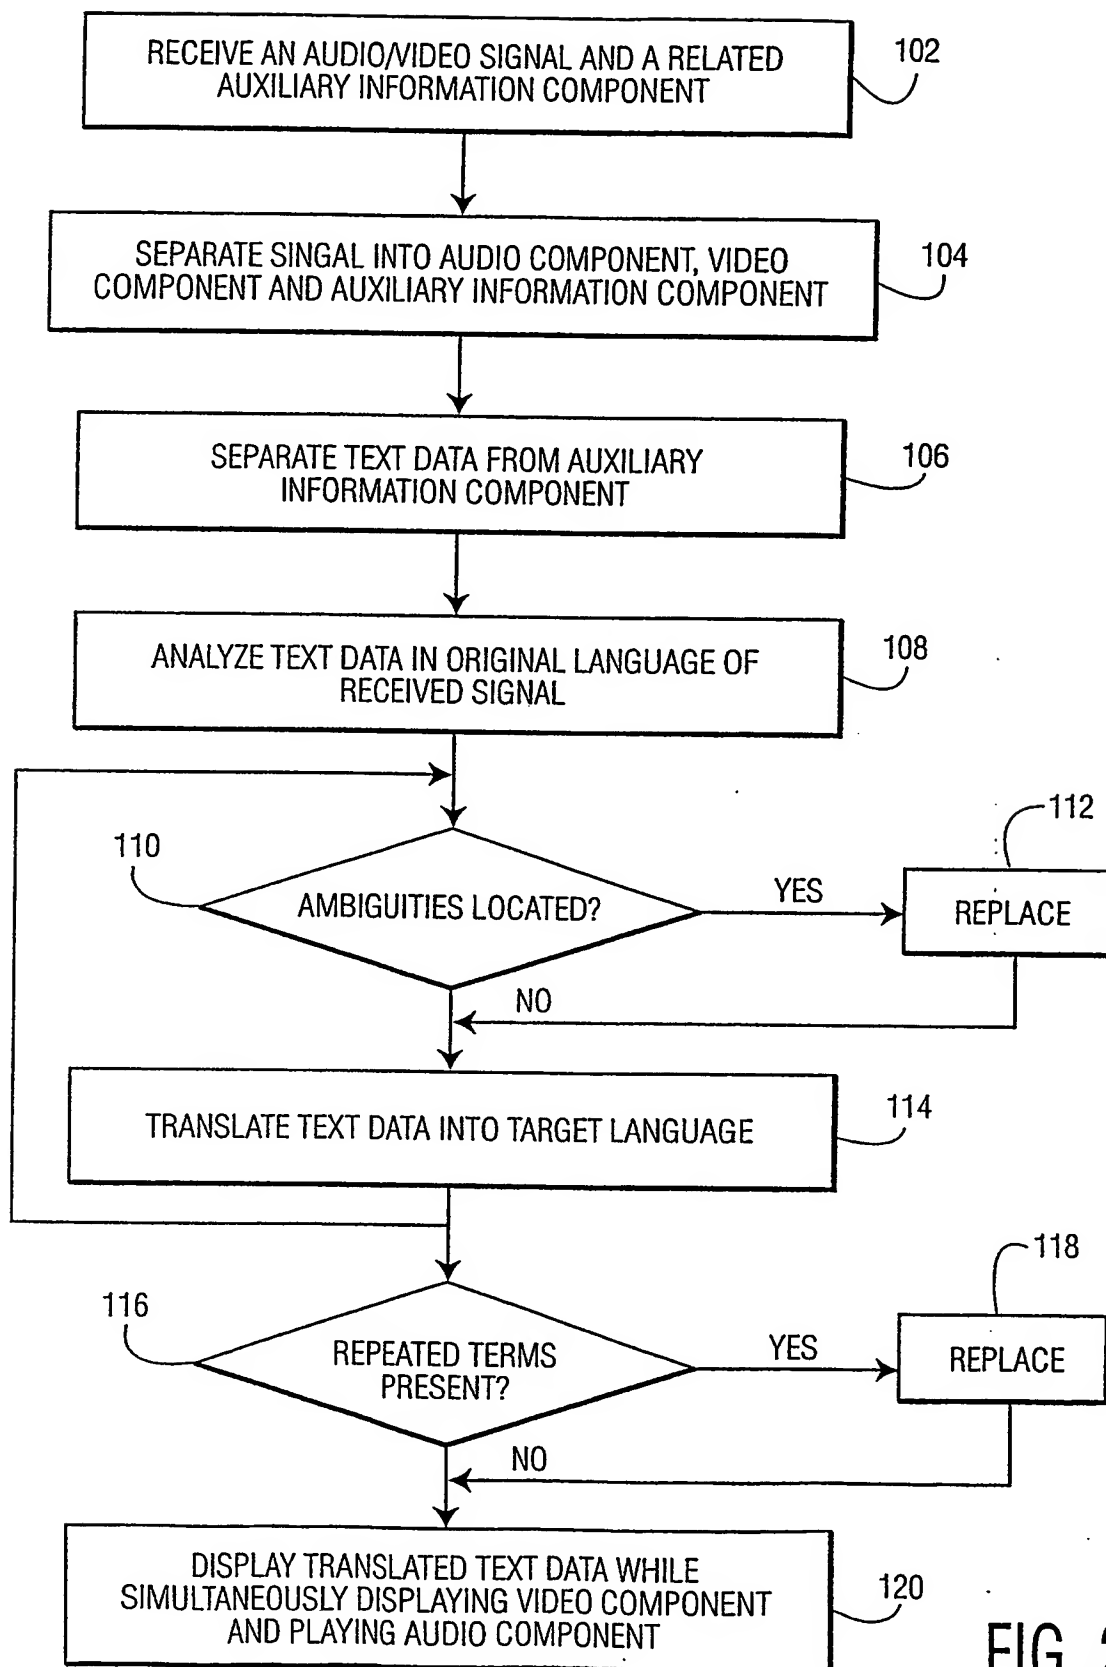 RECEIVE AN AUDIO/VIDEO SIGNAL AND A RELATED
AUXILIARY INFORMATION COMPONENT
102
SEPARATE SINGAL INTO AUDIO COMPONENT, VIDEO
COMPONENT AND AUXILIARY INFORMATION COMPONENT
104
SEPARATE TEXT DATA FROM AUXILIARY
INFORMATION COMPONENT
106
ANALYZE TEXT DATA IN ORIGINAL LANGUAGE OF
RECEIVED SIGNAL
108
110
AMBIGUITIES LOCATED?
YES
112
REPLACE
NO
TRANSLATE TEXT DATA INTO TARGET LANGUAGE
114
116
REPEATED TERMS
PRESENT?
YES
118
REPLACE
NO
DISPLAY TRANSLATED TEXT DATA WHILE
SIMULTANEOUSLY DISPLAYING VIDEO COMPONENT
AND PLAYING AUDIO COMPONENT
120
FIG.